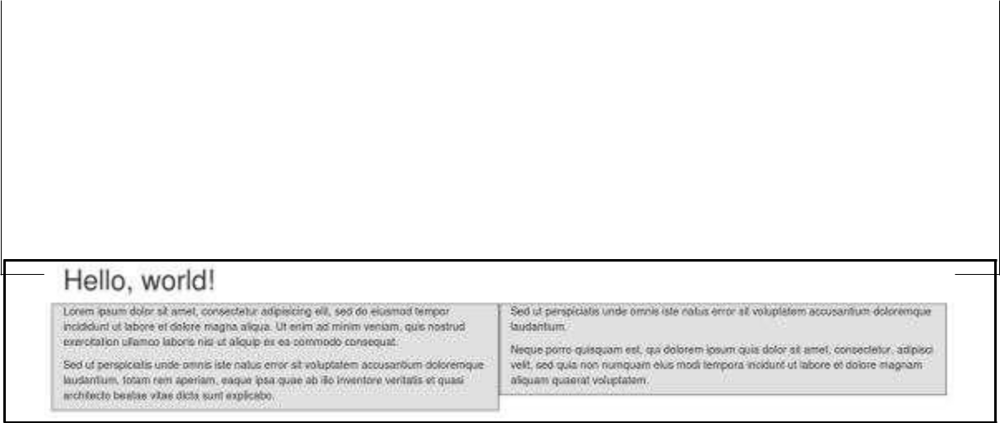 Hello, world!
Lorem ipsum dolor sit amet, consectetur adipisicing elit, sed do eiusmod tempor
incididunt ut labore et dolore magna aliqua. Ut enim ad minim veniam, quis nostrud
exercitation ullamco laboris nisi ut aliquip ex ea commodo consequat.
Sed ut perspiciatis unde omnis iste natus error sit voluptatem accusantium doloremque
laudantium, totam rem aperiam, eaque ipsa quae ab illo inventore veritatis et quasi
architecto beatae vitae dicta sunt explicabo.
Sed ut perspiciatis unde omnis iste natus error sit voluptatem accusantium doloremque
laudantium.
Neque porro quisquam est, qui dolorem ipsum quia dolor sit amet, consectetur, adipisci
velit, sed quia non numquam eius modi tempora incidunt ut labore et dolore magnam
aliquam quaerat voluptatem.